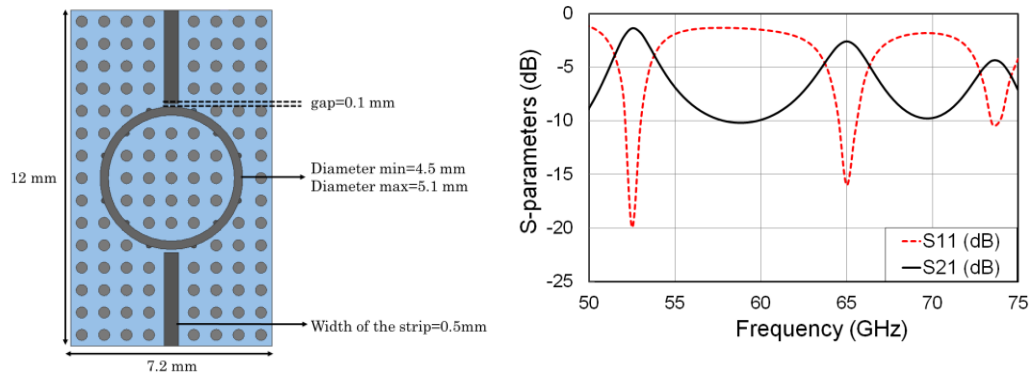 gap=0.1 mm
Diameter min=4.5 mm
Diameter max=5.1 mm
12 mm
Width of the strip=0.5mm
7.2 mm
S-parameters (dB)
0
-5
-10
-15
-20
-25
S11 (dB)
S21 (dB)
50
55
60
65
70
75
Frequency (GHz)